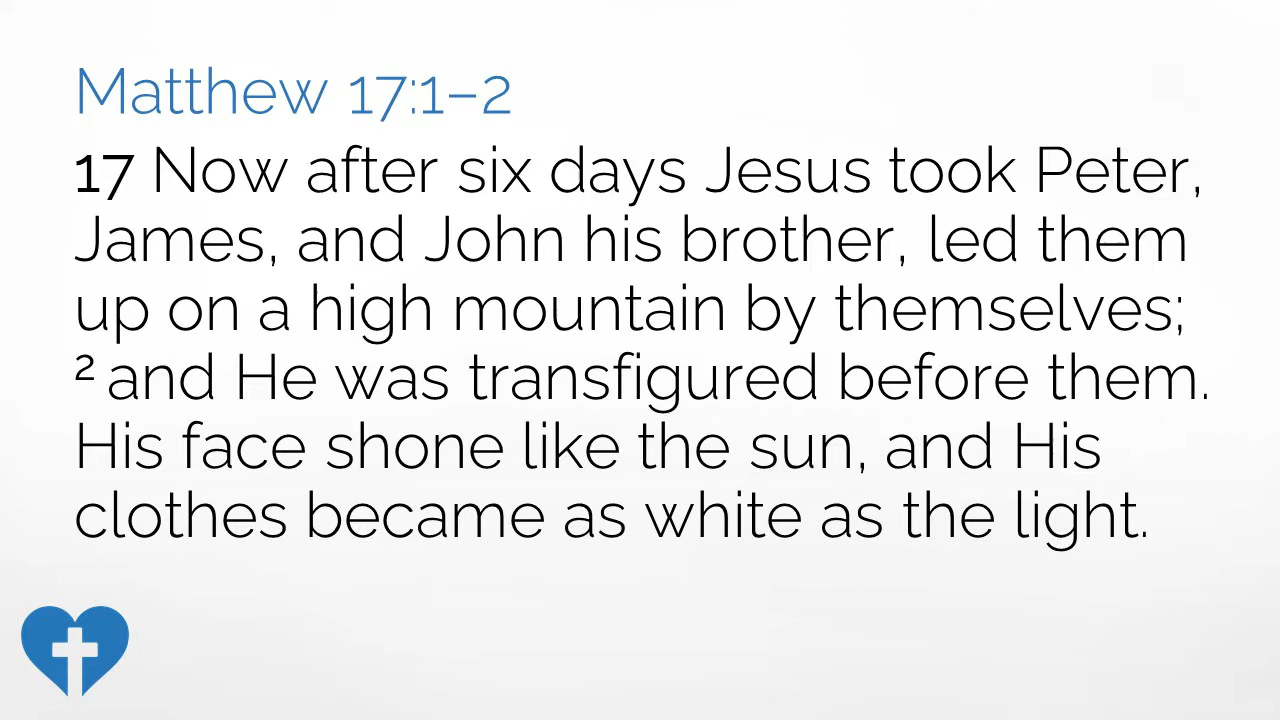 Matthew 17:1–2
17 Now after six days Jesus took Peter,
James, and John his brother, led them
up on a high mountain by themselves;
² and He was transfigured before them.
His face shone like the sun, and His
clothes became as white as the light.